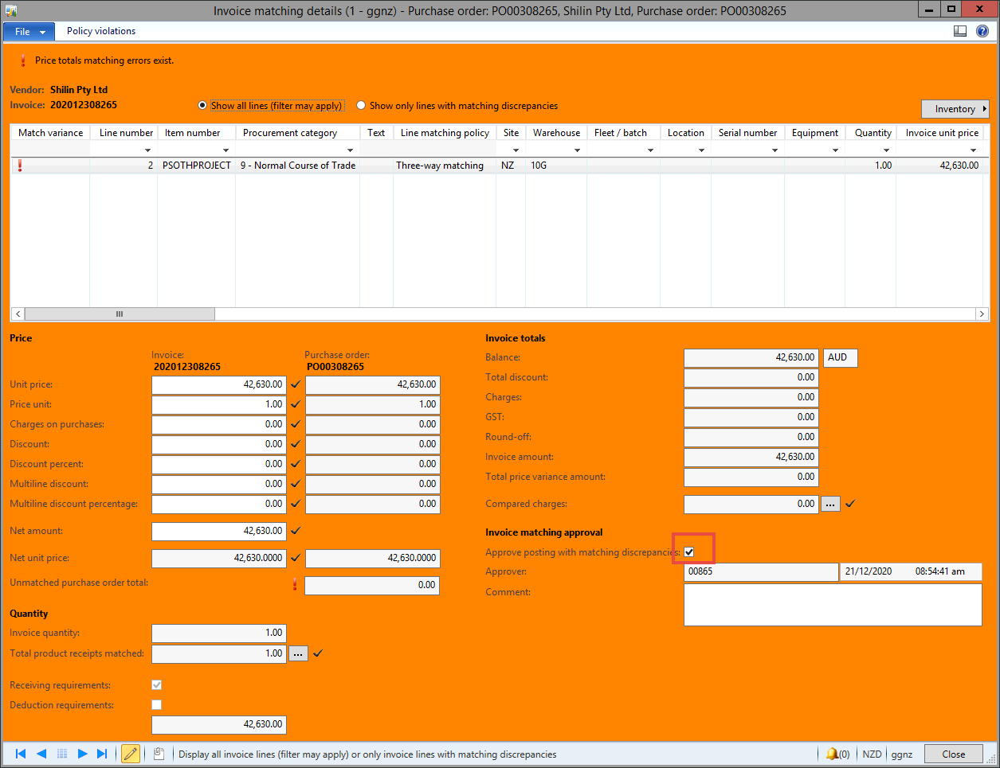 Invoice matching details (1 - ggnz) - Purchase order: PO00308265, Shilin Pty Ltd, Purchase order: PO00308265
File Policy violations
Price totals matching errors exist.
Vendor: Shilin Pty Ltd
Invoice: 202012308265 Show all lines (filter may apply) Show only lines with matching discrepancies
Inventory
Match variance Line number Item number Procurement category Text Line matching policy Site Warehouse Fleet / batch Location Serial number Equipment Quantity Invoice unit price
2 PSOTHPROJECT 9 - Normal Course of Trade Three-way matching NZ 10G 1.00 42,630.00
Price
Invoice: Purchase order:
202012308265 PO00308265
Unit price: 42,630.00 42,630.00
Price unit: 1.00 1.00
Charges on purchases: 0.00 0.00
Discount: 0.00 0.00
Discount percent: 0.00 0.00
Multiline discount: 0.00 0.00
Multiline discount percentage: 0.00 0.00
Net amount: 42,630.00
Net unit price: 42,630.0000 42,630.0000
Unmatched purchase order total: 0.00
Quantity
Invoice quantity: 1.00
Total product receipts matched: 1.00 ...
Receiving requirements:
Deduction requirements:
42,630.00
Invoice totals
Balance: 42,630.00 AUD
Total discount: 0.00
Charges: 0.00
GST: 0.00
Round-off: 0.00
Invoice amount: 42,630.00
Total price variance amount: 0.00
Compared charges: 0.00 ...
Invoice matching approval
Approve posting with matching discrepancies:
Approver: 00865 21/12/2020 08:54:41 am
Comment:
Display all invoice lines (filter may apply) or only invoice lines with matching discrepancies (0) NZD ggnz Close